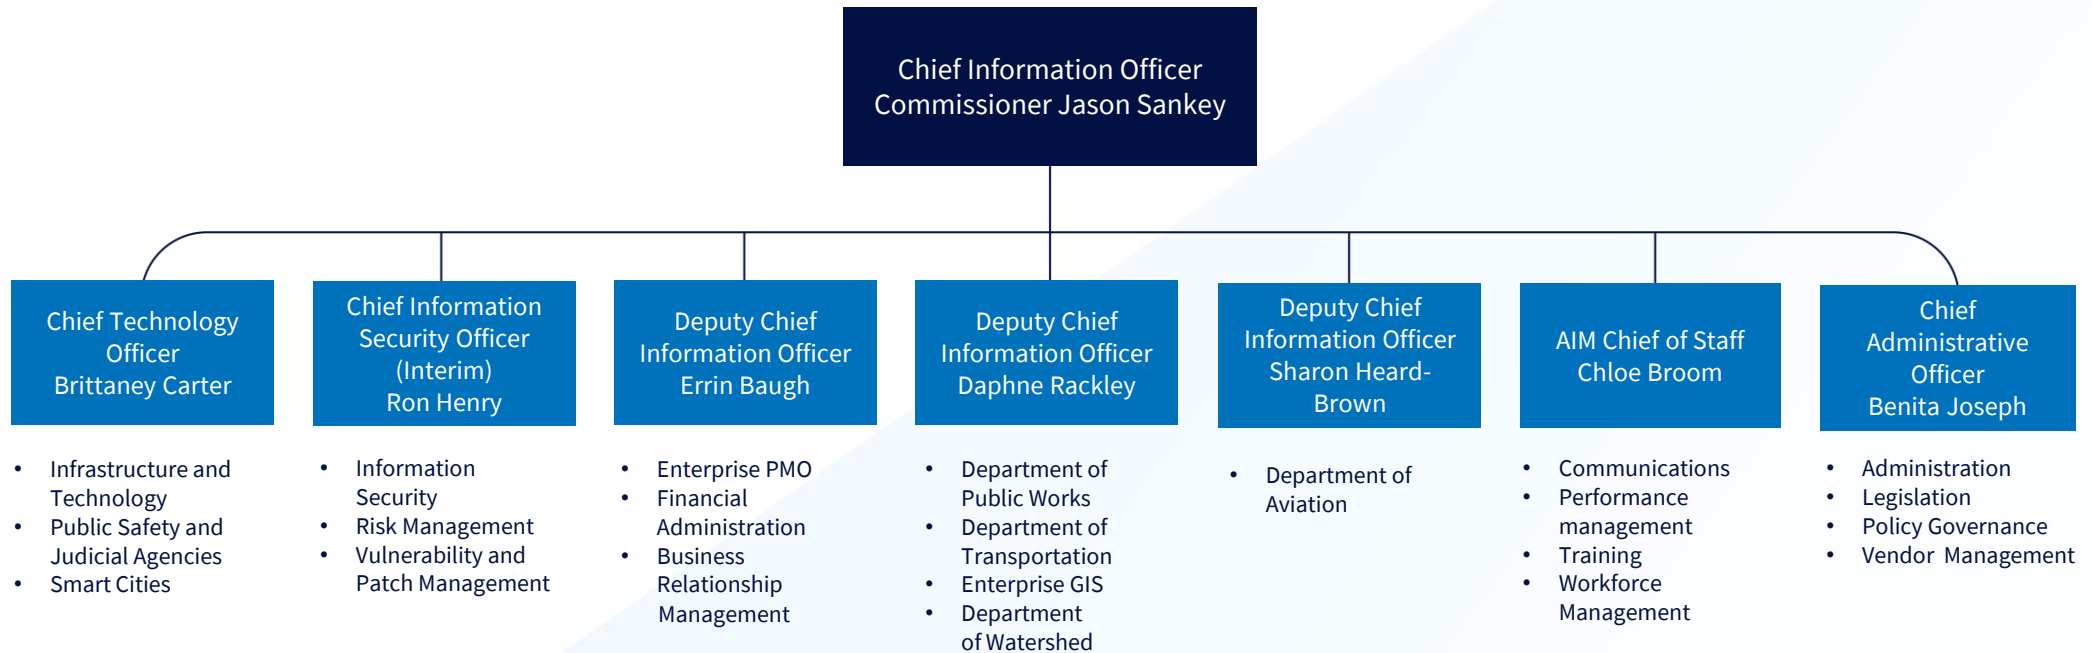 Chief Information Officer
Commissioner Jason Sankey
Chief Technology
Officer
Brittaney Carter
• Infrastructure and
Technology
• Public Safety and
Judicial Agencies
• Smart Cities
Chief Information
Security Officer
(Interim)
Ron Henry
• Information
Security
• Risk Management
• Vulnerability and
Patch Management
Deputy Chief
Information Officer
Errin Baugh
• Enterprise PMO
• Financial
Administration
• Business
Relationship
Management
Deputy Chief
Information Officer
Daphne Rackley
• Department of
Public Works
• Department of
Transportation
• Enterprise GIS
• Department
of Watershed
Deputy Chief
Information Officer
Sharon Heard-
Brown
• Department of
Aviation
AIM Chief of Staff
Chloe Broom
• Communications
• Performance
management
• Training
• Workforce
Management
Chief
Administrative
Officer
Benita Joseph
• Administration
• Legislation
• Policy Governance
• Vendor Management